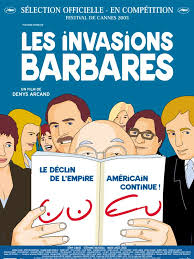 SÉLECTION OFFICIELLE - EN COMPÉTITION
FESTIVAL DE CANNES 2003
LES INVASIONS
BARBARES
UN FILM DE
DENYS ARCAND
LE DÉCLIN
DE L'EMPIRE
AMÉRICAIN
CONTINUE !